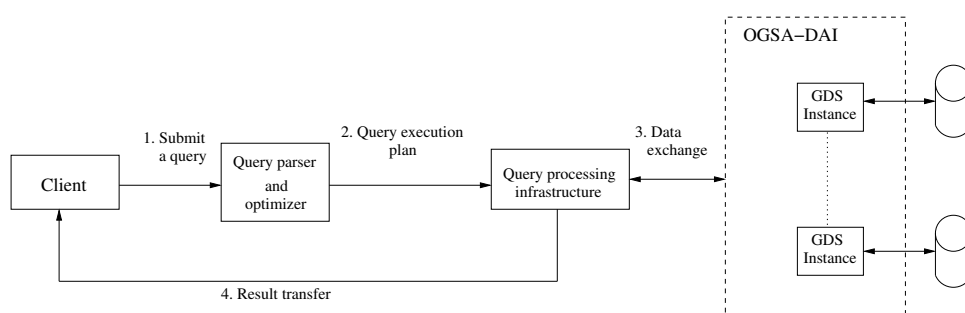 OGSA−DAI
GDS
Instance
1. Submit
a query
2. Query execution
plan
3. Data
exchange
Client
Query parser
and
optimizer
Query processing
infrastructure
GDS
Instance
4. Result transfer